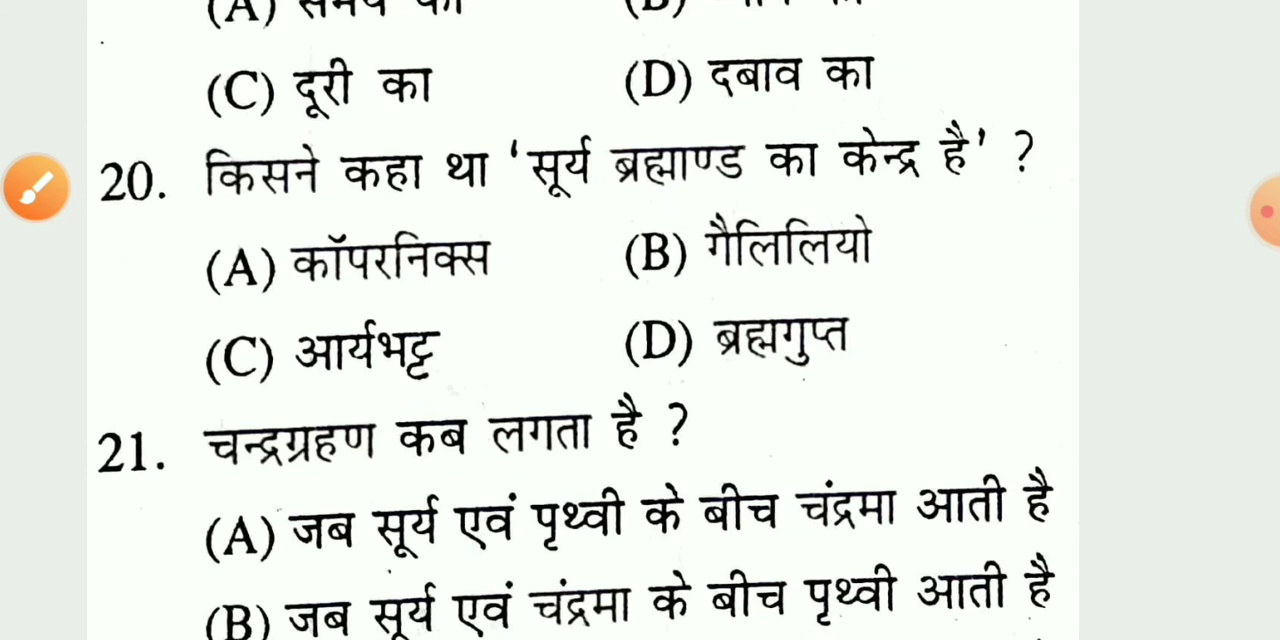 (C) दूरी का (D) दबाव का
20. किसने कहा था ‘सूर्य ब्रह्माण्ड का केन्द्र है’ ?
(A) कॉपरनिक्स (B) गैलिलियो
(C) आर्यभट्ट (D) ब्रह्मगुप्त
21. चन्द्रग्रहण कब लगता है ?
(A) जब सूर्य एवं पृथ्वी के बीच चंद्रमा आती है
(B) जब सूर्य एवं चंद्रमा के बीच पृथ्वी आती है